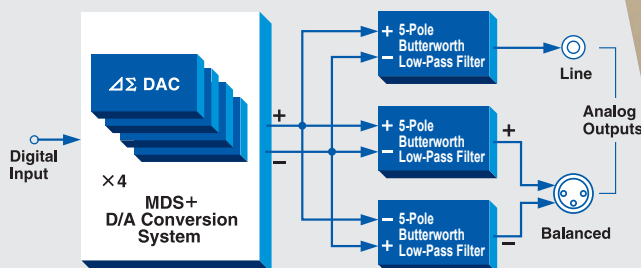 Digital
Input
⊿Σ DAC
×4
MDS+
D/A Conversion
System
+
−
+ 5-Pole
Butterworth
− Low-Pass Filter
Line
+ 5-Pole
Butterworth
− Low-Pass Filter
+
− 5-Pole
Butterworth
+ Low-Pass Filter
−
Analog
Outputs
Balanced